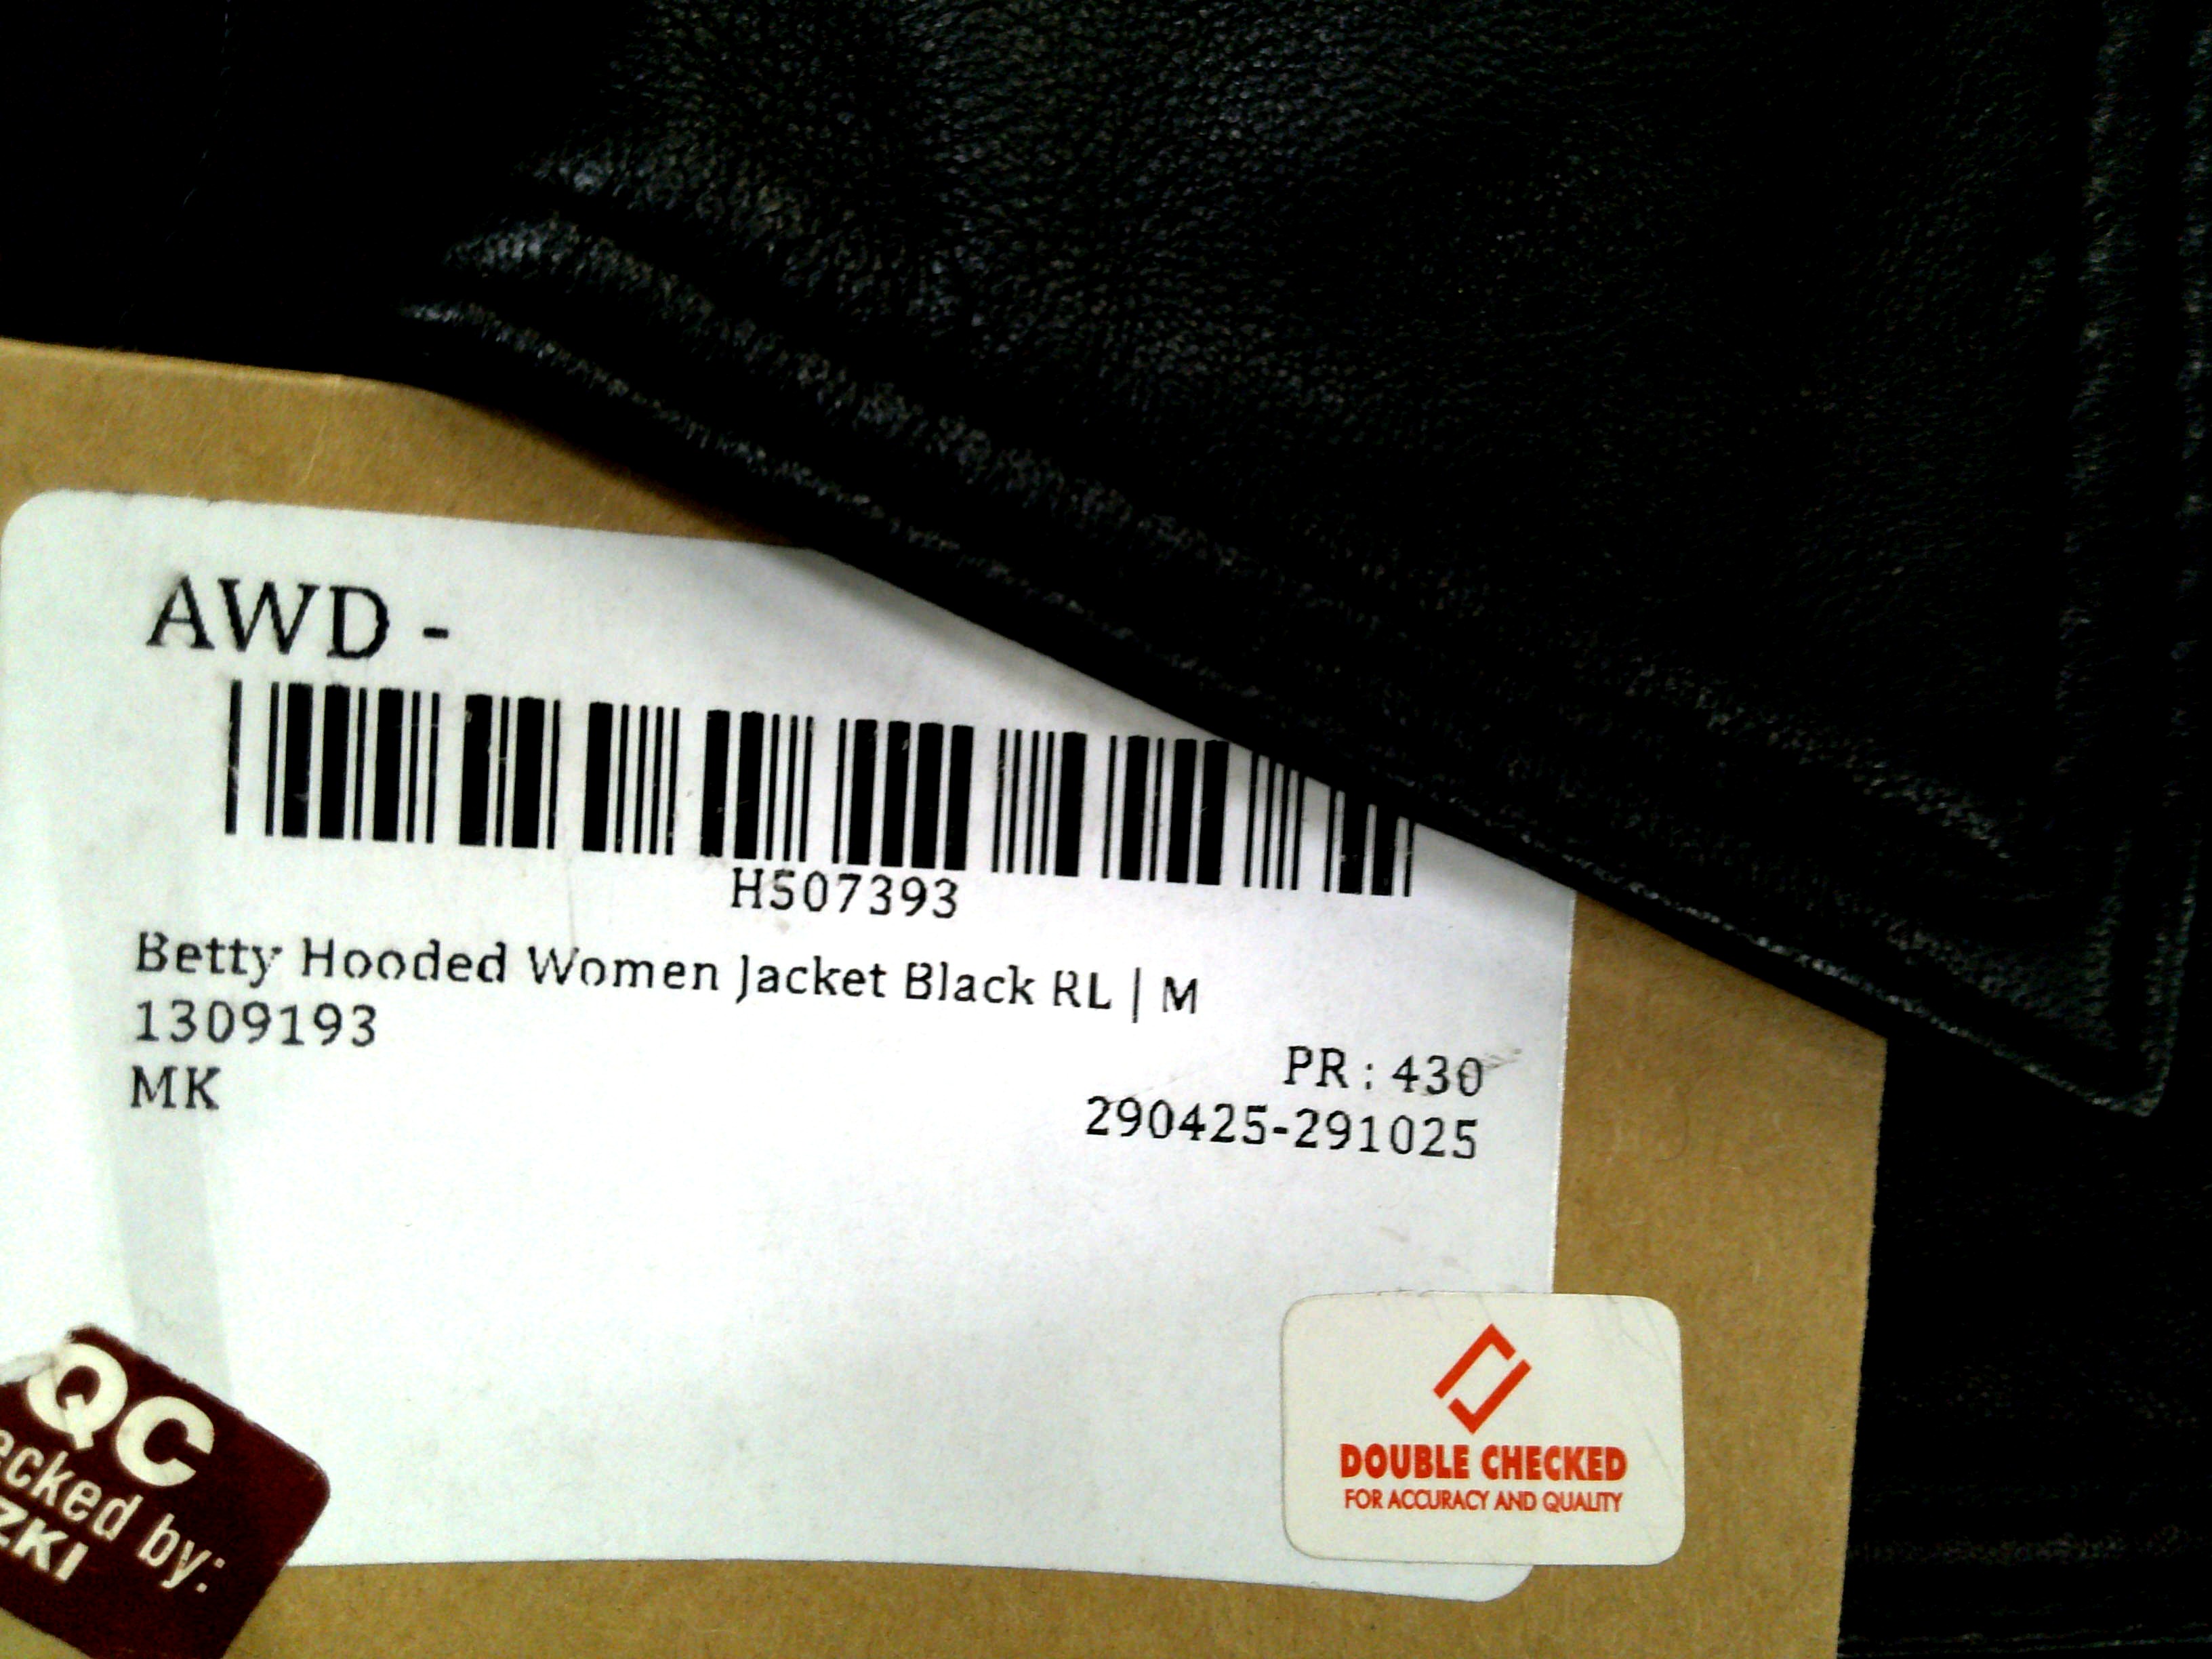 AWD -
H507393
Betty Hooded Women Jacket Black RL | M
1309193
PR : 430
MK
290425-291025
QC
ecked by:
ZKI
DOUBLE CHECKED
FOR ACCURACY AND QUALITY